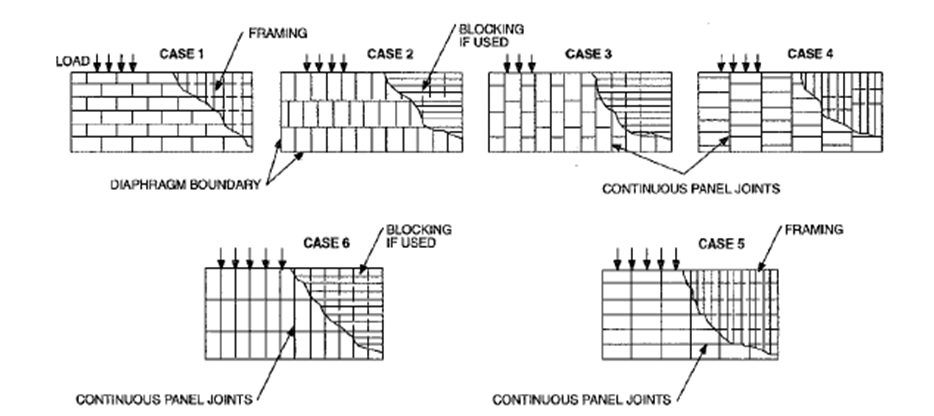 FRAMING
BLOCKING
IF USED
LOAD
CASE 1
CASE 2
CASE 3
CASE 4
DIAPHRAGM BOUNDARY
CONTINUOUS PANEL JOINTS
CASE 6
BLOCKING
IF USED
CASE 5
FRAMING
CONTINUOUS PANEL JOINTS
CONTINUOUS PANEL JOINTS